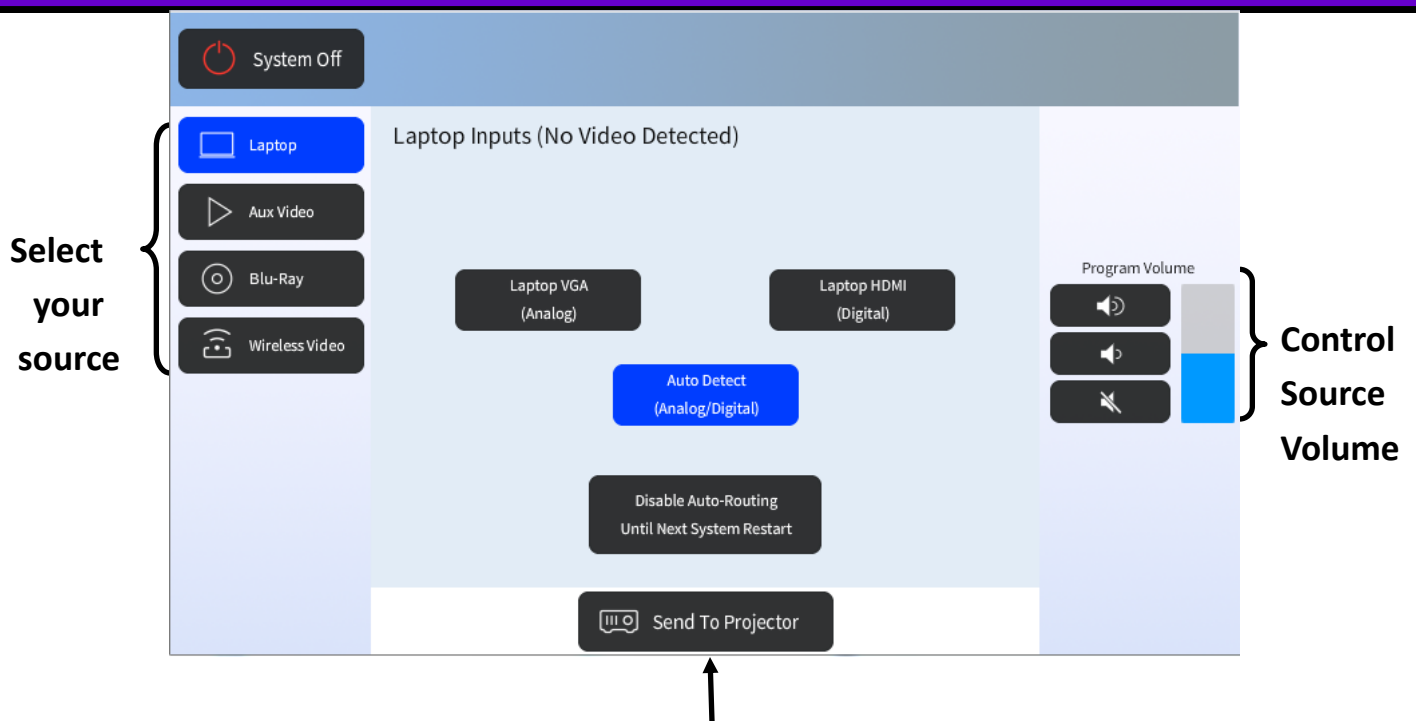 System Off
Laptop
Aux Video
Blu-Ray
Wireless Video
Select
your
source
Laptop Inputs (No Video Detected)
Laptop VGA
(Analog)
Laptop HDMI
(Digital)
Auto Detect
(Analog/Digital)
Disable Auto-Routing
Until Next System Restart
Send To Projector
Program Volume
Control
Source
Volume